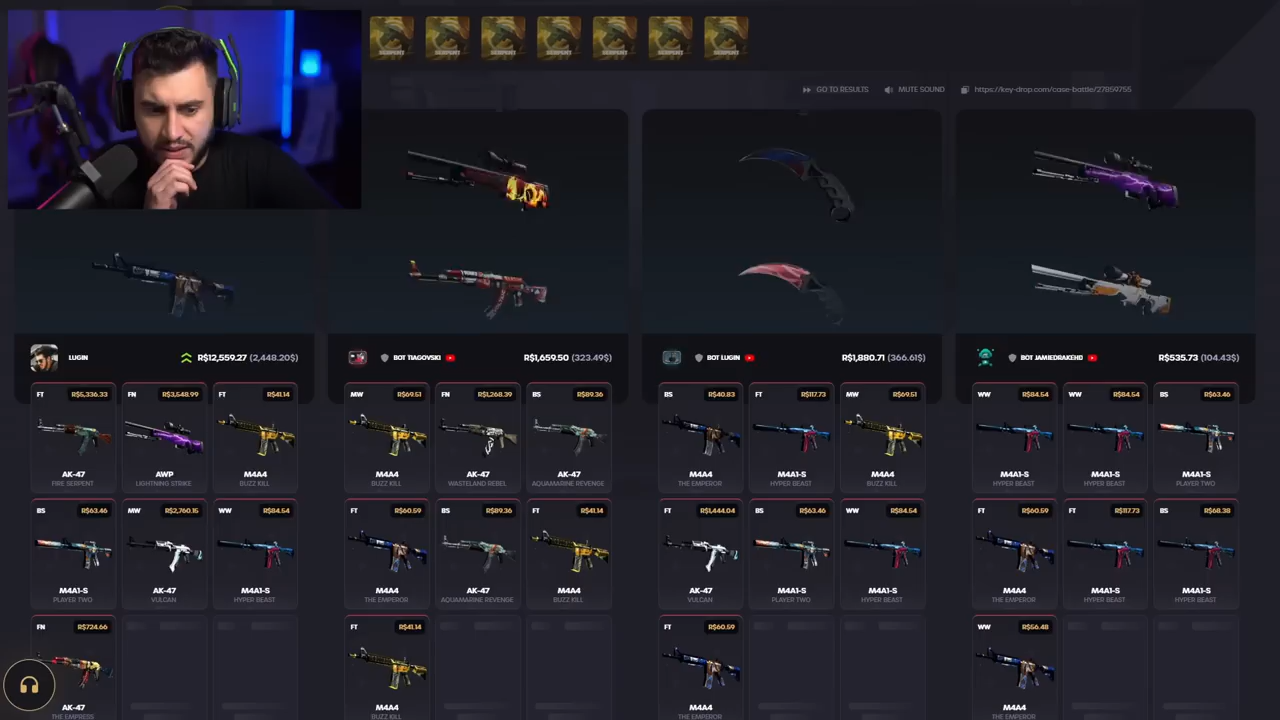 SERPENT SERPENT SERPENT SERPENT SERPENT SERPENT SERPENT
GO TO RESULTS MUTE SOUND https://key-drop.com/case-battle/27859755
LUGIN R$12,559.27 (2,448.20$)
BOT TIAGOVSKI R$1,659.50 (323.49$)
BOT LUGIN R$1,880.71 (366.61$)
BOT JAMIEDRAKEHD R$535.73 (104.43$)
FT R$5,336.33 FN R$3,548.99 FT R$41.14
AK-47 AWP M4A4
FIRE SERPENT LIGHTNING STRIKE BUZZ KILL
BS R$63.46 MW R$2,760.15 WW R$84.54
M4A1-S AK-47 M4A1-S
PLAYER TWO VULCAN HYPER BEAST
FN R$724.66
AK-47
THE EMPRESS
MW R$69.51 FN R$1,268.39 BS R$89.36
M4A4 AK-47 AK-47
BUZZ KILL WASTELAND REBEL AQUAMARINE REVENGE
FT R$60.59 BS R$89.36 FT R$41.14
M4A4 AK-47 M4A4
THE EMPEROR AQUAMARINE REVENGE BUZZ KILL
FT R$41.14
M4A4
BUZZ KILL
BS R$40.83 FT R$117.73 MW R$69.51
M4A4 M4A1-S M4A4
THE EMPEROR HYPER BEAST BUZZ KILL
FT R$1,444.04 BS R$63.46 WW R$84.54
AK-47 M4A1-S M4A1-S
VULCAN PLAYER TWO HYPER BEAST
FT R$60.59
M4A4
THE EMPEROR
WW R$84.54 WW R$84.54 BS R$63.46
M4A1-S M4A1-S M4A1-S
HYPER BEAST HYPER BEAST PLAYER TWO
FT R$60.59 FT R$117.73 BS R$68.38
M4A4 M4A1-S M4A1-S
THE EMPEROR HYPER BEAST HYPER BEAST
WW R$56.48
M4A4
THE EMPEROR